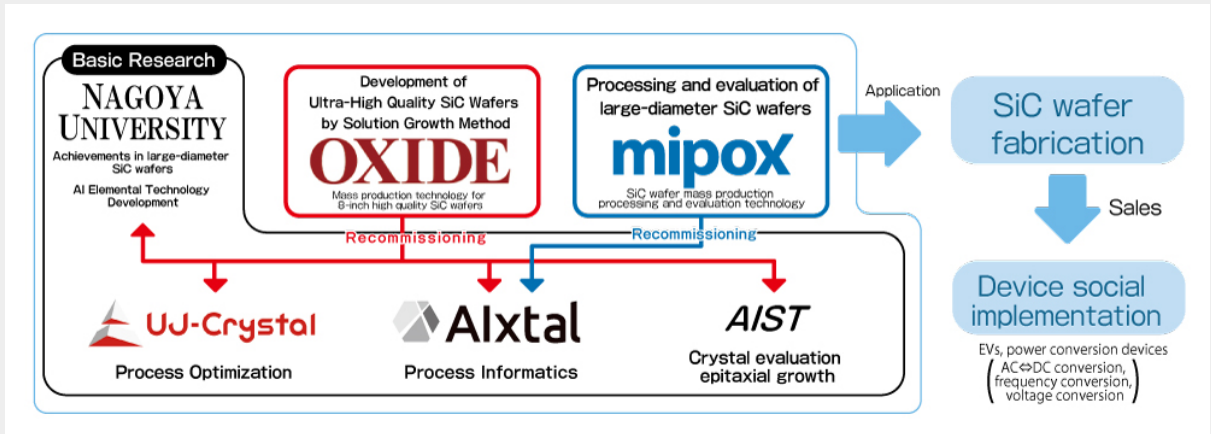 Basic Research
NAGOYA
UNIVERSITY
Achievements in large-diameter
SiC wafers
AI Elemental Technology
Development
Development of
Ultra-High Quality SiC Wafers
by Solution Growth Method
OXIDE
Mass production technology for
8-inch high quality SiC wafers
Processing and evaluation of
large-diameter SiC wafers
mipox
SiC wafer mass production
processing and evaluation technology
Recommissioning
Recommissioning
UJ-Crystal
Process Optimization
AIxtal
Process Informatics
AIST
Crystal evaluation
epitaxial growth
Application
SiC wafer
fabrication
Sales
Device social
implementation
EVs, power conversion devices
(AC⇔DC conversion,
frequency conversion,
voltage conversion)